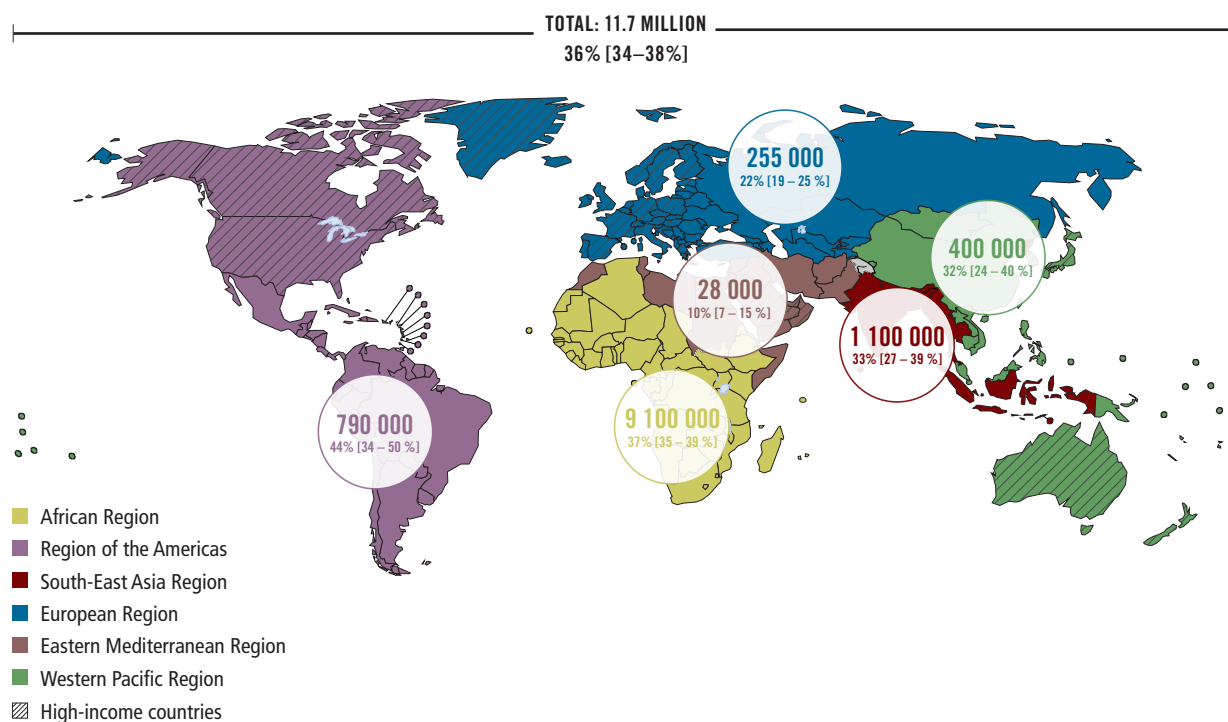 TOTAL: 11.7 MILLION
36% [34–38%]
255 000
22% [19 – 25 %]
400 000
32% [24 – 40 %]
28 000
10% [7 – 15 %]
1 100 000
33% [27 – 39 %]
790 000
44% [34 – 50 %]
9 100 000
37% [35 – 39 %]
African Region
Region of the Americas
South-East Asia Region
European Region
Eastern Mediterranean Region
Western Pacific Region
High-income countries